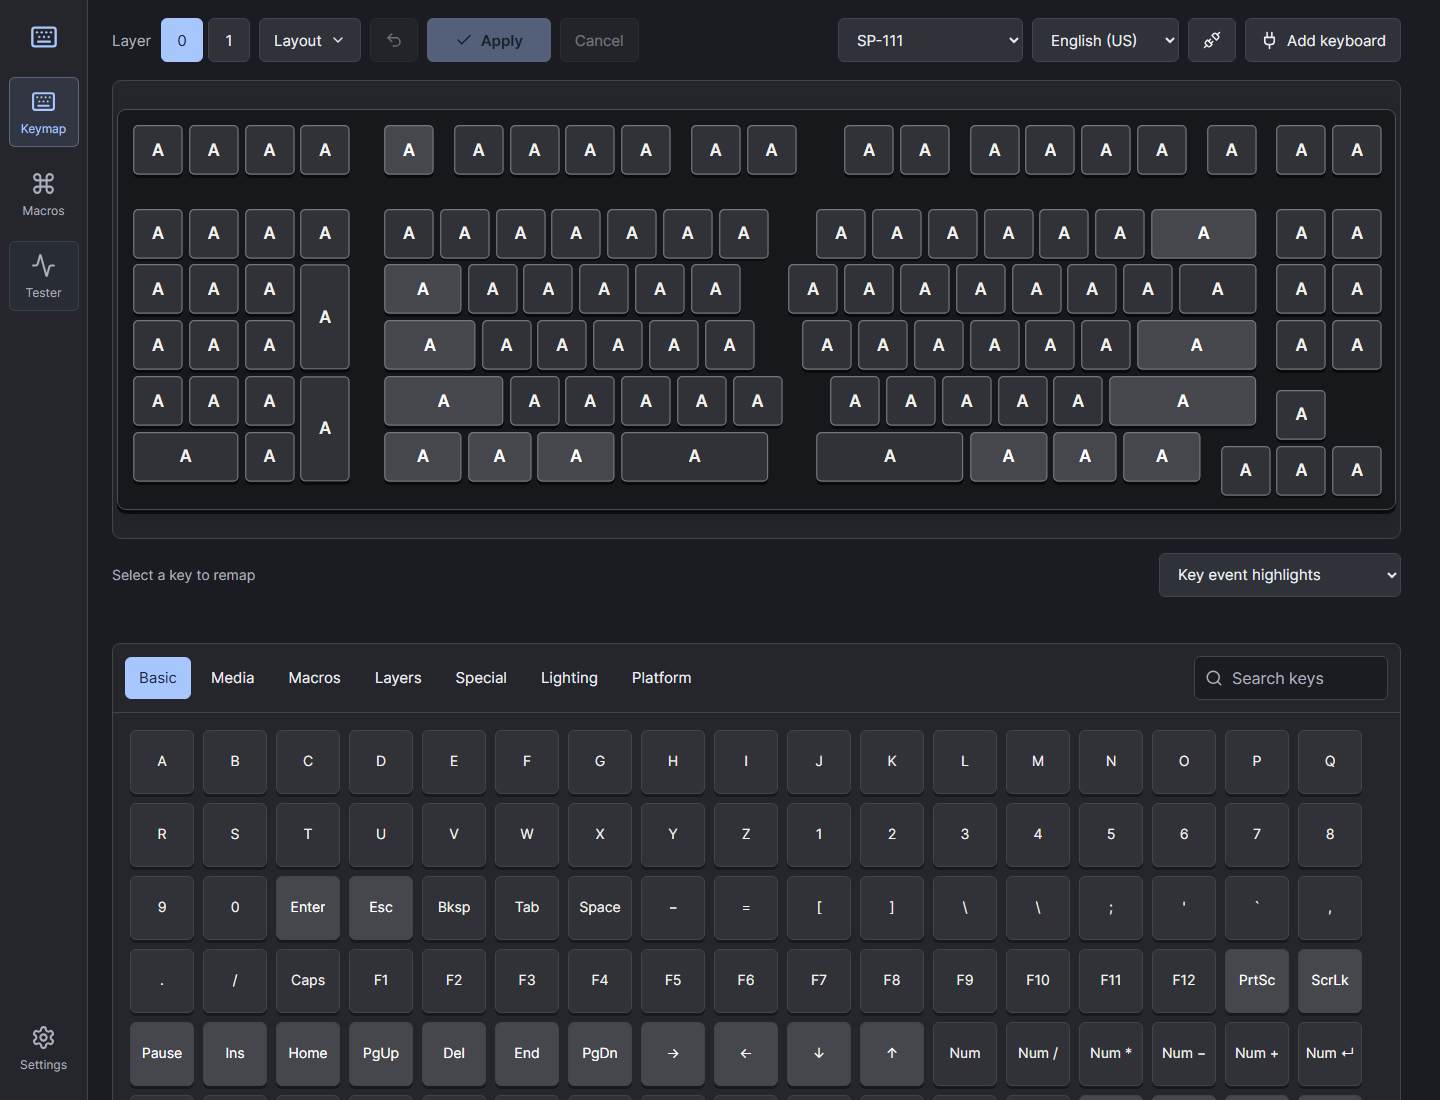 Layer 0 1 Layout Apply Cancel SP-111 English (US) Add keyboard
Keymap
Macros
Tester
Settings
A A A A A A A A A A A A A A A A A A A A
A A A A A A A A A A A A A A A A A A A A
A A A A A A A A A A A A A A A A A A A
A
A A A A A A A A A A A A A A A A A A
A A A A A A A A A A A A A A A
A
A
A A A A A A A A A A
A A A
Select a key to remap
Key event highlights
Basic Media Macros Layers Special Lighting Platform Search keys
A B C D E F G H I J K L M N O P Q
R S T U V W X Y Z 1 2 3 4 5 6 7 8
9 0 Enter Esc Bksp Tab Space − = [ ] \ \ ; ' ` ,
. / Caps F1 F2 F3 F4 F5 F6 F7 F8 F9 F10 F11 F12 PrtSc ScrLk
Pause Ins Home PgUp Del End PgDn → ← ↓ ↑ Num Num / Num * Num − Num + Num ↵